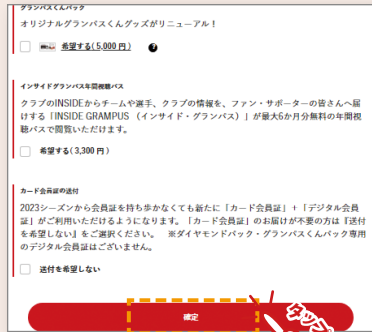 グランパスくんパック
オリジナルグランパスくんグッズがリニューアル！
希望する(5,000 円) ?
インサイドグランパス年間視聴パス
クラブのINSIDEからチームや選手、クラブの情報を、ファン・サポーターの皆さんへ届
けする「INSIDE GRAMPUS （インサイド・グランパス）」が最大6か月分無料の年間視
聴パスで閲覧いただけます。
希望する(3,300 円)
カード会員証の送付
2023シーズンから会員証を持ち歩かなくても新たに「カード会員証」＋「デジタル会員
証」がご利用いただけるようになります。「カード会員証」のお届けが不要の方は『送付
を希望しない』をご選択ください。 ※ダイヤモンドパック・グランパスくんパック専用
のデジタル会員証はございません。
送付を希望しない
確定
タップ